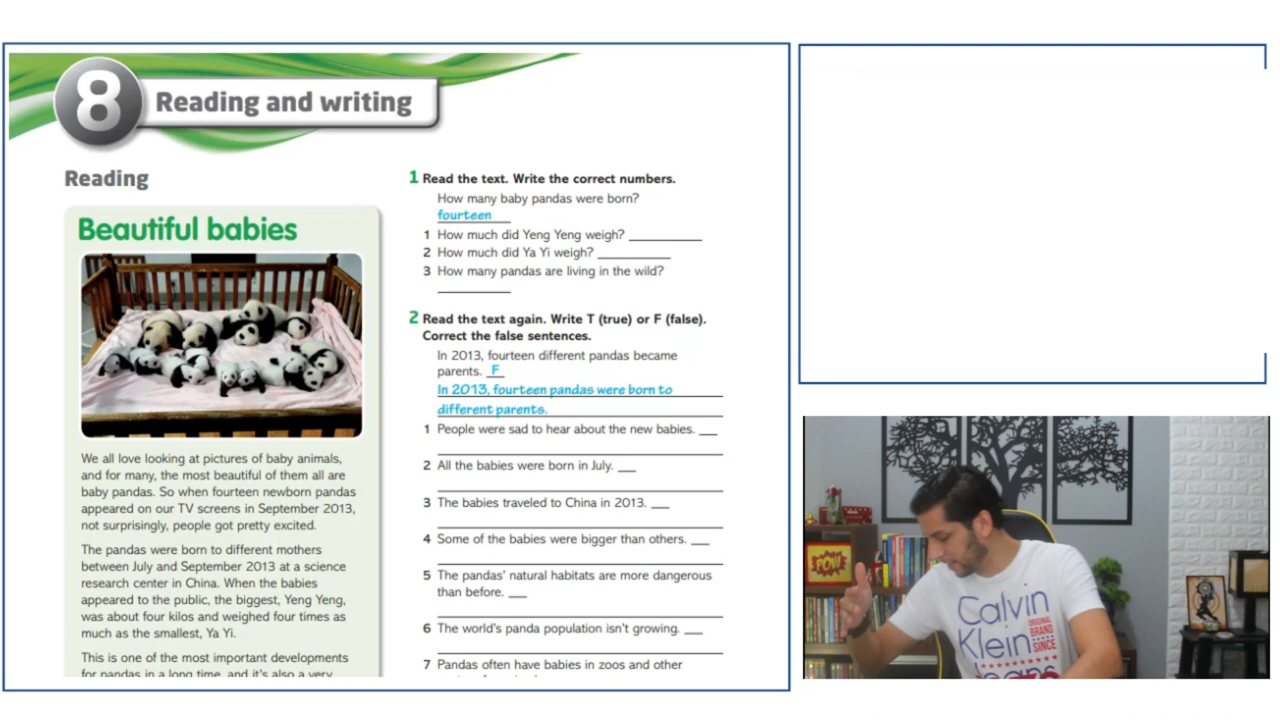 8
Reading and writing
Reading
Beautiful babies
We all love looking at pictures of baby animals,
and for many, the most beautiful of them all are
baby pandas. So when fourteen newborn pandas
appeared on our TV screens in September 2013,
not surprisingly, people got pretty excited.
The pandas were born to different mothers
between July and September 2013 at a science
research center in China. When the babies
appeared to the public, the biggest, Yeng Yeng,
was about four kilos and weighed four times as
much as the smallest, Ya Yi.
This is one of the most important developments
for pandas in a long time, and it's also a very
1 Read the text. Write the correct numbers.
How many baby pandas were born?
fourteen
1 How much did Yeng Yeng weigh?
2 How much did Ya Yi weigh?
3 How many pandas are living in the wild?
2 Read the text again. Write T (true) or F (false).
Correct the false sentences.
In 2013, fourteen different pandas became
parents. F
In 2013, fourteen pandas were born to
different parents.
1 People were sad to hear about the new babies.
2 All the babies were born in July.
3 The babies traveled to China in 2013.
4 Some of the babies were bigger than others.
5 The pandas' natural habitats are more dangerous
than before.
6 The world's panda population isn't growing.
7 Pandas often have babies in zoos and other
POW
Calvin
Klein
Jeans
ORIGINAL
BRAND
SINCE